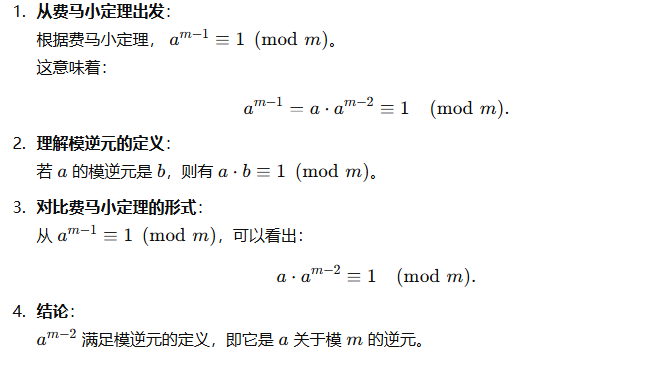 1. 从费马小定理出发：
根据费马小定理， $a^{m-1} \equiv 1 \pmod{m}$。
这意味着：
$a^{m-1} = a \cdot a^{m-2} \equiv 1 \pmod{m}.$
2. 理解模逆元的定义：
若 $a$ 的模逆元是 $b$，则有 $a \cdot b \equiv 1 \pmod{m}$。
3. 对比费马小定理的形式：
从 $a^{m-1} \equiv 1 \pmod{m}$，可以看出：
$a \cdot a^{m-2} \equiv 1 \pmod{m}.$
4. 结论：
$a^{m-2}$ 满足模逆元的定义，即它是 $a$ 关于模 $m$ 的逆元。